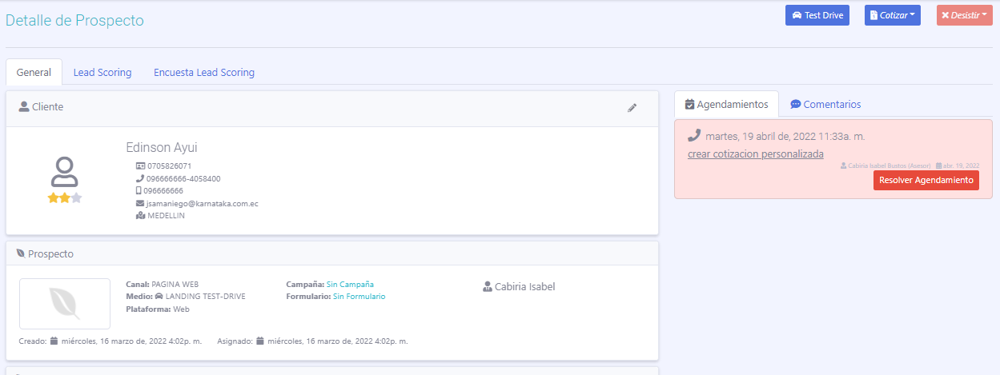 Detalle de Prospecto
Test Drive
Cotizar
Desistir
General
Lead Scoring
Encuesta Lead Scoring
Cliente
Edinson Ayui
0705826071
096666666-4058400
096666666
jsamaniego@karnataka.com.ec
MEDELLIN
Prospecto
Canal: PAGINA WEB
Medio: LANDING TEST-DRIVE
Plataforma: Web
Campaña: Sin Campaña
Formulario: Sin Formulario
Cabiria Isabel
Creado: miércoles, 16 marzo de, 2022 4:02p. m.
Asignado: miércoles, 16 marzo de, 2022 4:02p. m.
Agendamientos
Comentarios
martes, 19 abril de, 2022 11:33a. m.
crear cotizacion personalizada
Cabiria Isabel Bustos (Asesor) abr. 19, 2022
Resolver Agendamiento